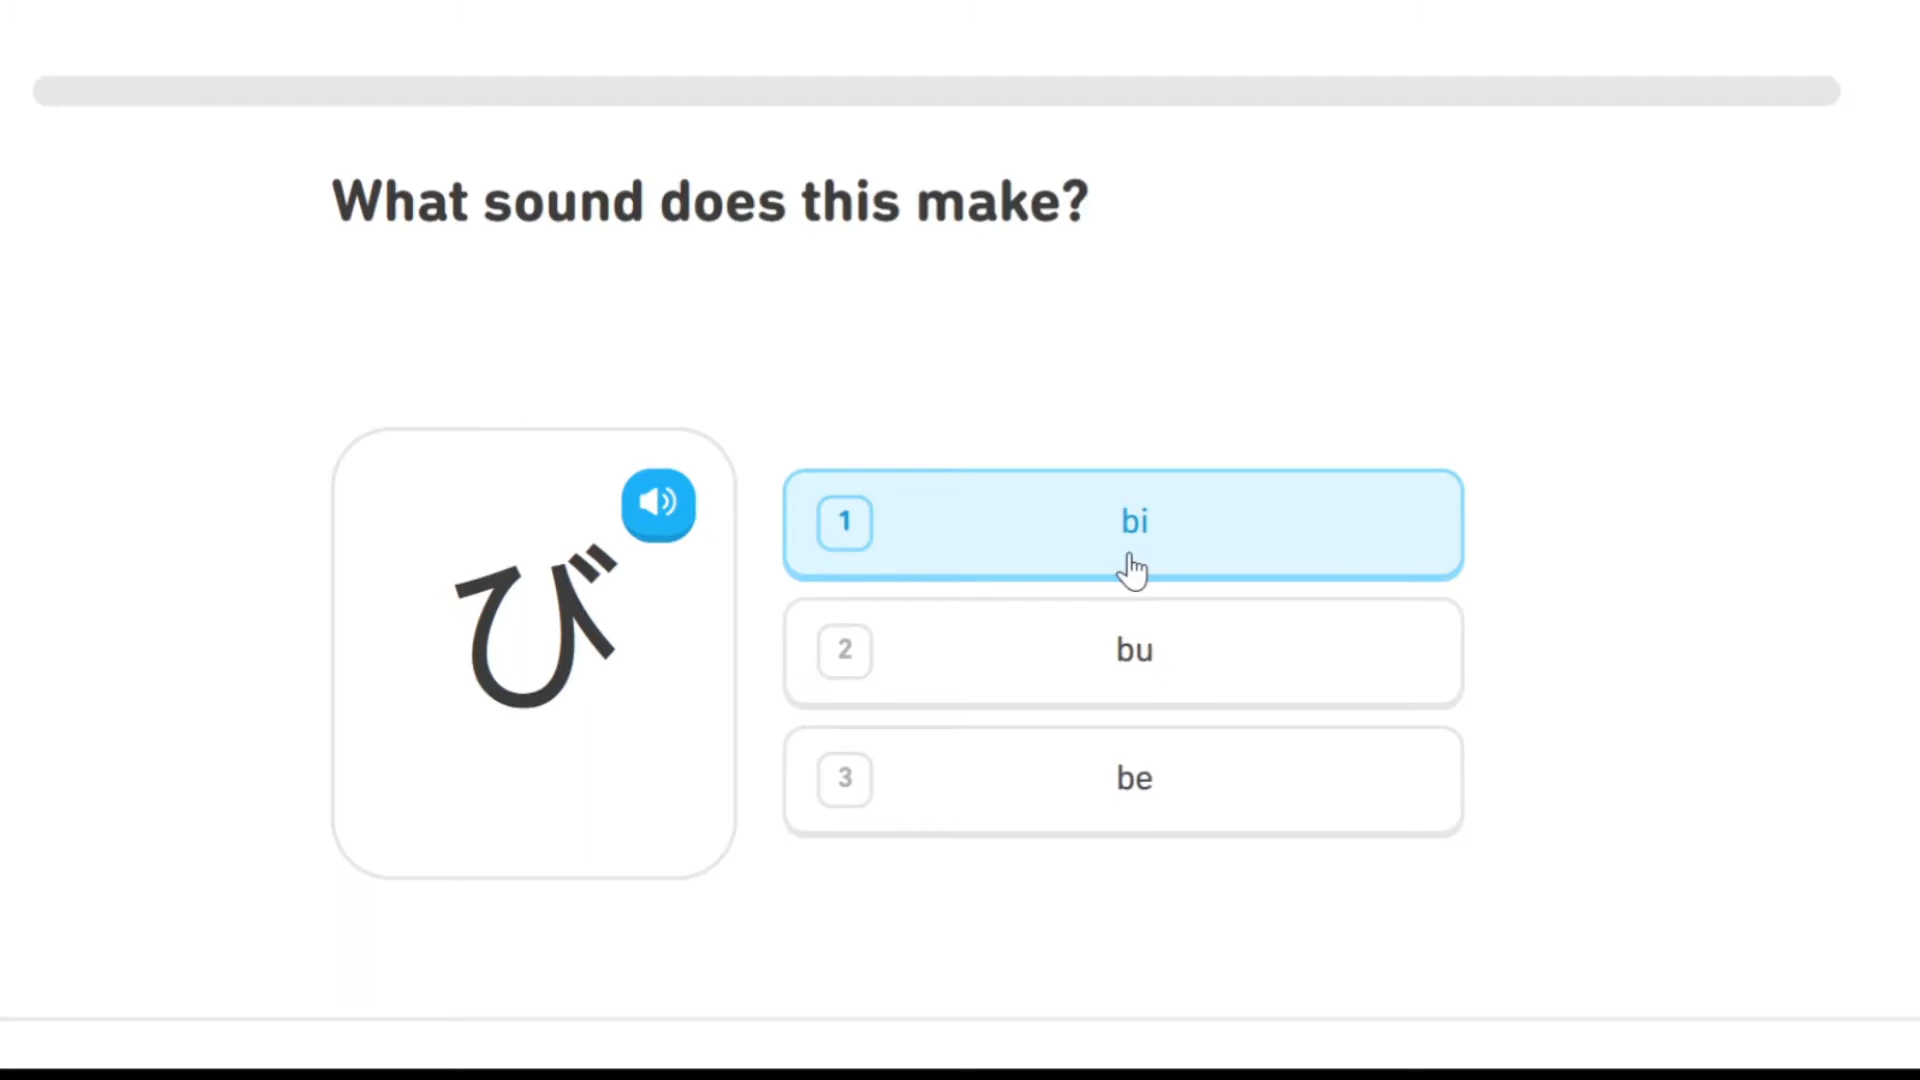 What sound does this make?
び
1 bi
2 bu
3 be